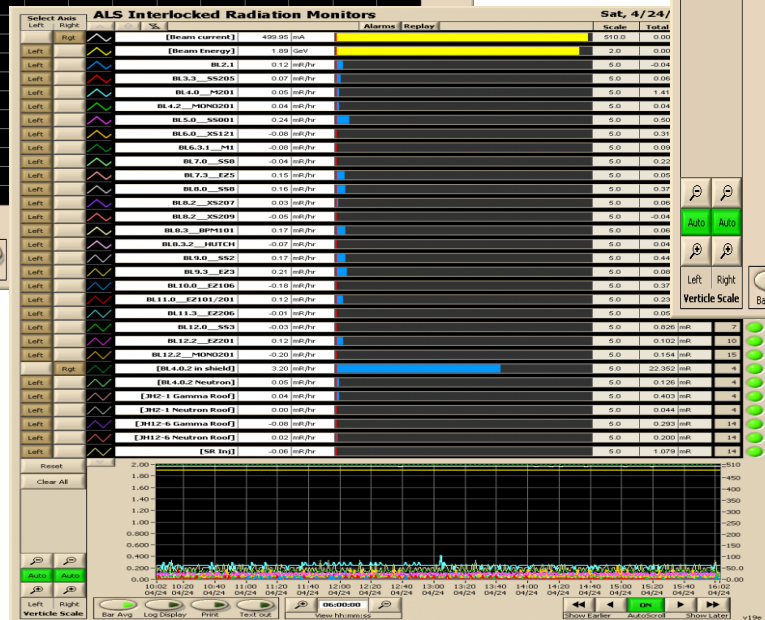 Select Axis
Left Right
ALS Interlocked Radiation Monitors Sat, 4/24/
Alarms Replay Scale Total
Rgt [Beam current] 499.95 mA 510.0 0.00
Left [Beam Energy] 1.89 GeV 2.0 0.00
Left BL2.1 0.12 mR/hr 5.0 -0.04
Left BL3.3__SS205 0.07 mR/hr 5.0 0.06
Left BL4.0__M201 0.05 mR/hr 5.0 1.41
Left BL4.2__MONO201 0.04 mR/hr 5.0 0.04
Left BL5.0__SS001 0.24 mR/hr 5.0 0.50
Left BL6.0__XS121 -0.08 mR/hr 5.0 0.31
Left BL6.3.1__M1 -0.08 mR/hr 5.0 0.09
Left BL7.0__SS8 -0.04 mR/hr 5.0 0.22
Left BL7.3__EZ5 0.15 mR/hr 5.0 0.05
Left BL8.0__SS8 0.16 mR/hr 5.0 0.37
Left BL8.2__XS207 0.03 mR/hr 5.0 0.06
Left BL8.2__XS209 -0.05 mR/hr 5.0 -0.04
Left BL8.3__BPM101 0.17 mR/hr 5.0 0.06
Left BL8.3.2__HUTCH -0.07 mR/hr 5.0 0.04
Left BL9.0__SS2 0.17 mR/hr 5.0 0.44
Left BL9.3__EZ3 0.21 mR/hr 5.0 0.08
Left BL10.0__EZ106 -0.18 mR/hr 5.0 0.37
Left BL11.0__EZ101/201 0.12 mR/hr 5.0 0.23
Left BL11.3__EZ206 -0.01 mR/hr 5.0 0.05
Left BL12.0__SS3 -0.03 mR/hr 5.0 0.826 mR 7
Left BL12.2__EZ201 0.12 mR/hr 5.0 0.102 mR 10
Left BL12.2__MONO201 -0.20 mR/hr 5.0 0.154 mR 15
Rgt [BL4.0.2 in shield] 3.20 mR/hr 5.0 22.352 mR 4
Left [BL4.0.2 Neutron] 0.05 mR/hr 5.0 0.126 mR 4
Left [JH2-1 Gamma Roof] 0.04 mR/hr 5.0 0.403 mR 4
Left [JH2-1 Neutron Roof] 0.00 mR/hr 5.0 0.044 mR 4
Left [JH12-6 Gamma Roof] -0.08 mR/hr 5.0 0.293 mR 14
Left [JH12-6 Neutron Roof] 0.02 mR/hr 5.0 0.200 mR 14
Left [SR Inj] -0.06 mR/hr 5.0 1.079 mR 14
Auto Auto
Left Right
Verticle Scale Ba
Reset
Clear All
2.00 510
1.80 450
1.60 400
1.40 350
1.20 300
1.00 250
0.80 200
0.60 150
0.400 100
0.200 50.0
0.00 0.00
10:02 10:20 10:40 11:00 11:20 11:40 12:00 12:20 12:40 13:00 13:20 13:40 14:00 14:20 14:40 15:00 15:20 15:40 16:02
04/24 04/24 04/24 04/24 04/24 04/24 04/24 04/24 04/24 04/24 04/24 04/24 04/24 04/24 04/24 04/24 04/24 04/24 04/24
Auto Auto
Left Right
Verticle Scale
Bar Avg Log Display Print Text out
06:00:00
View hh:mm:ss
ON
Show Earlier AutoScroll Show Later
v19e